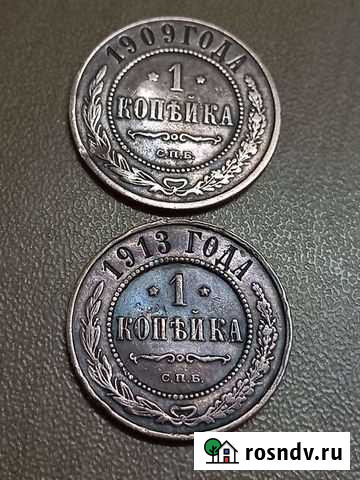 1909 ГОДА
1
КОПѢЙКА
С.П.Б.
1913 ГОДА
1
КОПѢЙКА
С.П.Б.
rosndv.ru